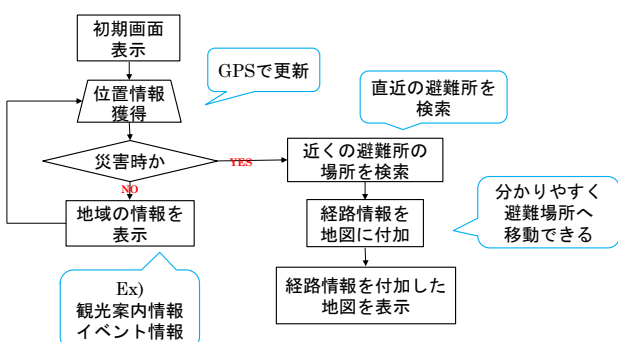 初期画面
表示
GPSで更新
位置情報
獲得
直近の避難所を
検索
災害時か
YES
近くの避難所の
場所を検索
NO
地域の情報を
表示
経路情報を
地図に付加
分かりやすく
避難場所へ
移動できる
Ex)
観光案内情報
イベント情報
経路情報を付加した
地図を表示